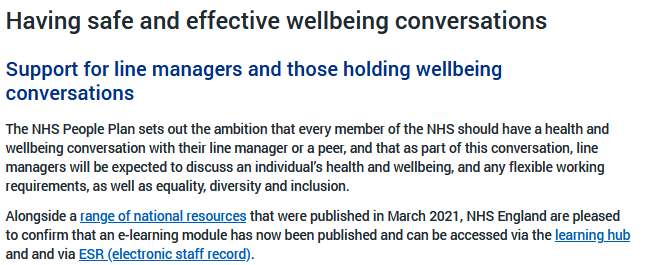 Having safe and effective wellbeing conversations
Support for line managers and those holding wellbeing
conversations
The NHS People Plan sets out the ambition that every member of the NHS should have a health and
wellbeing conversation with their line manager or a peer, and that as part of this conversation, line
managers will be expected to discuss an individual's health and wellbeing, and any flexible working
requirements, as well as equality, diversity and inclusion.
Alongside a range of national resources that were published in March 2021, NHS England are pleased
to confirm that an e-learning module has now been published and can be accessed via the learning hub
and and via ESR (electronic staff record).